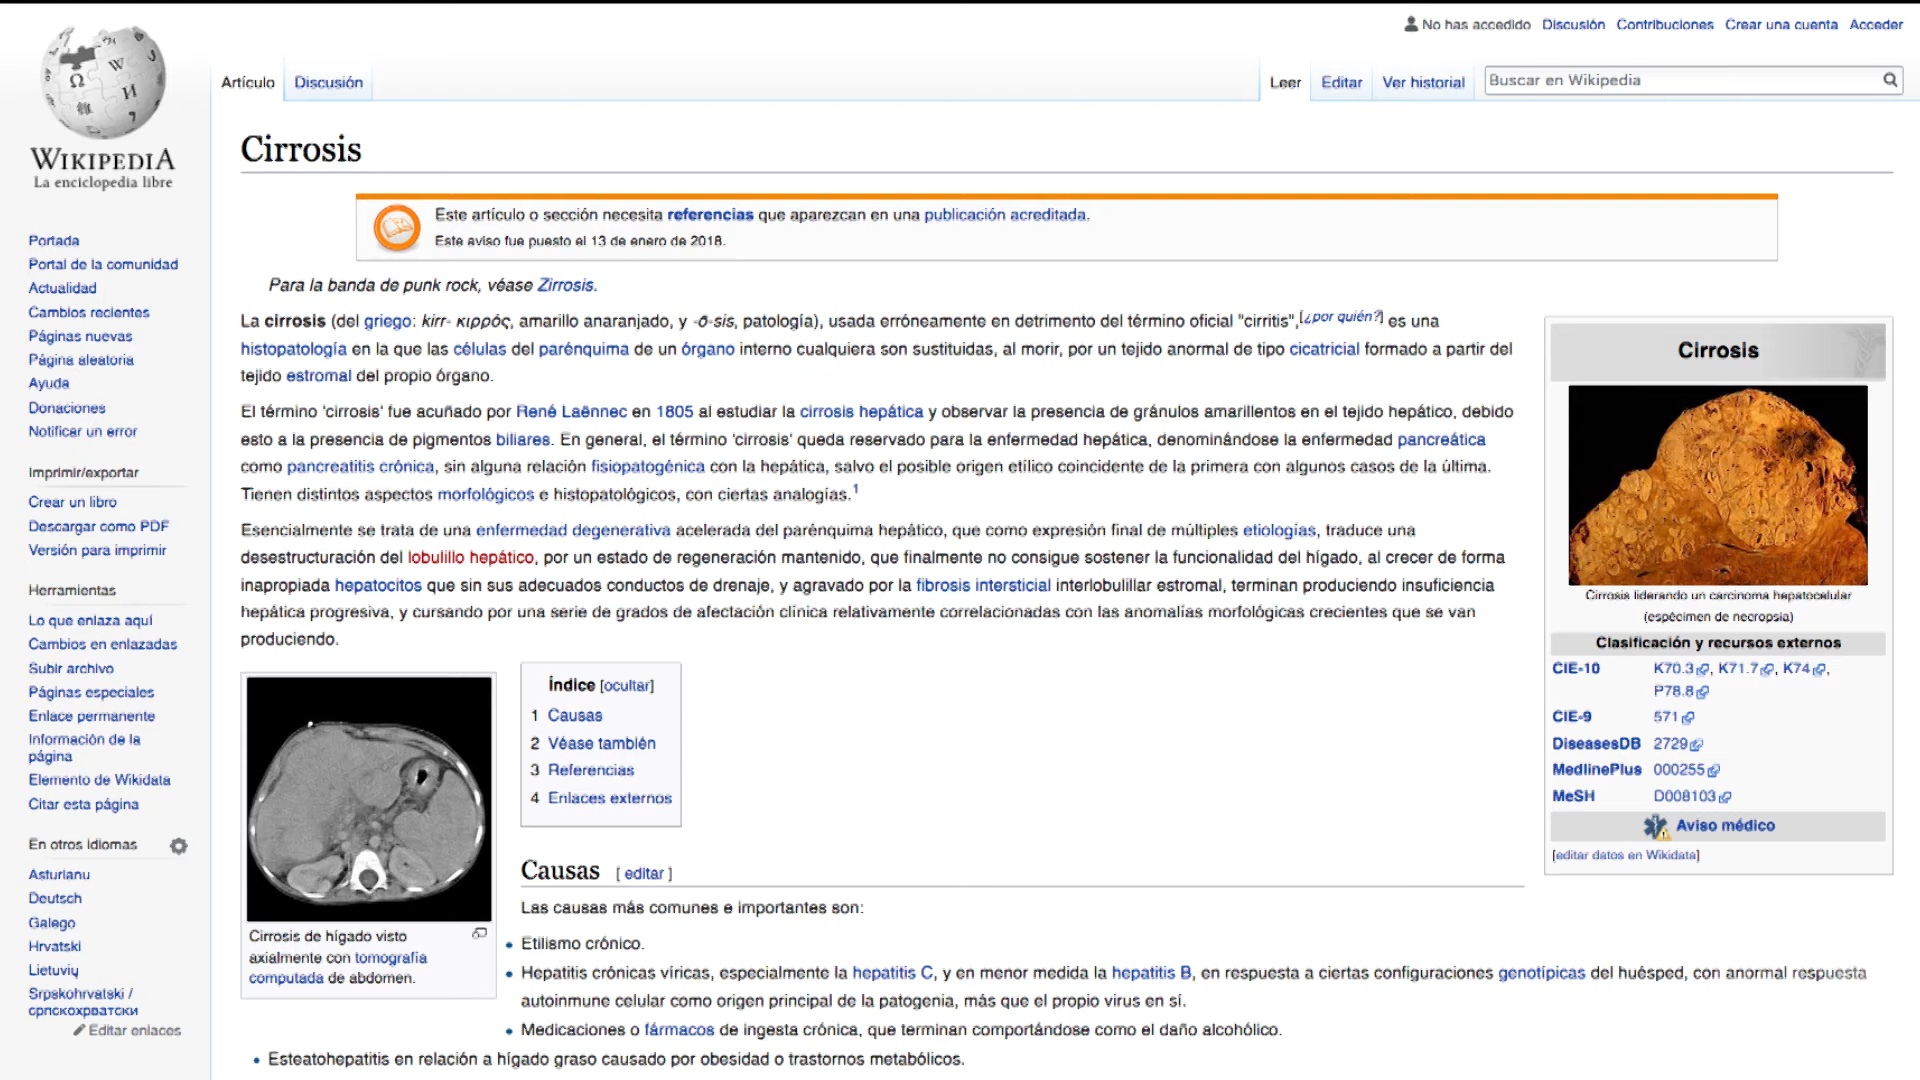 No has accedido Discusión Contribuciones Crear una cuenta Acceder
Artículo Discusión Leer Editar Ver historial Buscar en Wikipedia
WIKIPEDIA
La enciclopedia libre
Portada
Portal de la comunidad
Actualidad
Cambios recientes
Páginas nuevas
Página aleatoria
Ayuda
Donaciones
Notificar un error
Imprimir/exportar
Crear un libro
Descargar como PDF
Versión para imprimir
Herramientas
Lo que enlaza aquí
Cambios en enlazadas
Subir archivo
Páginas especiales
Enlace permanente
Información de la
página
Elemento de Wikidata
Citar esta página
En otros idiomas
Asturianu
Deutsch
Galego
Hrvatski
Lietuvių
Srpskohrvatski /
српскохрватски
Editar enlaces
Cirrosis
Este artículo o sección necesita referencias que aparezcan en una publicación acreditada.
Este aviso fue puesto el 13 de enero de 2018.
Para la banda de punk rock, véase Zirrosis.
La cirrosis (del griego: kirr- κιρρός, amarillo anaranjado, y -ō-sis, patología), usada erróneamente en detrimento del término oficial "cirritis",[¿por quién?] es una
histopatología en la que las células del parénquima de un órgano interno cualquiera son sustituidas, al morir, por un tejido anormal de tipo cicatricial formado a partir del
tejido estromal del propio órgano.
El término 'cirrosis' fue acuñado por René Laënnec en 1805 al estudiar la cirrosis hepática y observar la presencia de gránulos amarillentos en el tejido hepático, debido
esto a la presencia de pigmentos biliares. En general, el término 'cirrosis' queda reservado para la enfermedad hepática, denominándose la enfermedad pancreática
como pancreatitis crónica, sin alguna relación fisiopatogénica con la hepática, salvo el posible origen etílico coincidente de la primera con algunos casos de la última.
Tienen distintos aspectos morfológicos e histopatológicos, con ciertas analogías.1
Esencialmente se trata de una enfermedad degenerativa acelerada del parénquima hepático, que como expresión final de múltiples etiologías, traduce una
desestructuración del lobulillo hepático, por un estado de regeneración mantenido, que finalmente no consigue sostener la funcionalidad del hígado, al crecer de forma
inapropiada hepatocitos que sin sus adecuados conductos de drenaje, y agravado por la fibrosis intersticial interlobulillar estromal, terminan produciendo insuficiencia
hepática progresiva, y cursando por una serie de grados de afectación clínica relativamente correlacionadas con las anomalías morfológicas crecientes que se van
produciendo.
Cirrosis
Cirrosis liderando un carcinoma hepatocelular
(espécimen de necropsia)
Clasificación y recursos externos
CIE-10 K70.3, K71.7, K74,
P78.8
CIE-9 571
DiseasesDB 2729
MedlinePlus 000255
MeSH D008103
Aviso médico
[editar datos en Wikidata]
Cirrosis de hígado visto
axialmente con tomografía
computada de abdomen.
Índice [ocultar]
1 Causas
2 Véase también
3 Referencias
4 Enlaces externos
Causas [ editar ]
Las causas más comunes e importantes son:
• Etilismo crónico.
• Hepatitis crónicas víricas, especialmente la hepatitis C, y en menor medida la hepatitis B, en respuesta a ciertas configuraciones genotípicas del huésped, con anormal respuesta
autoinmune celular como origen principal de la patogenia, más que el propio virus en sí.
• Medicaciones o fármacos de ingesta crónica, que terminan comportándose como el daño alcohólico.
• Esteatohepatitis en relación a hígado graso causado por obesidad o trastornos metabólicos.